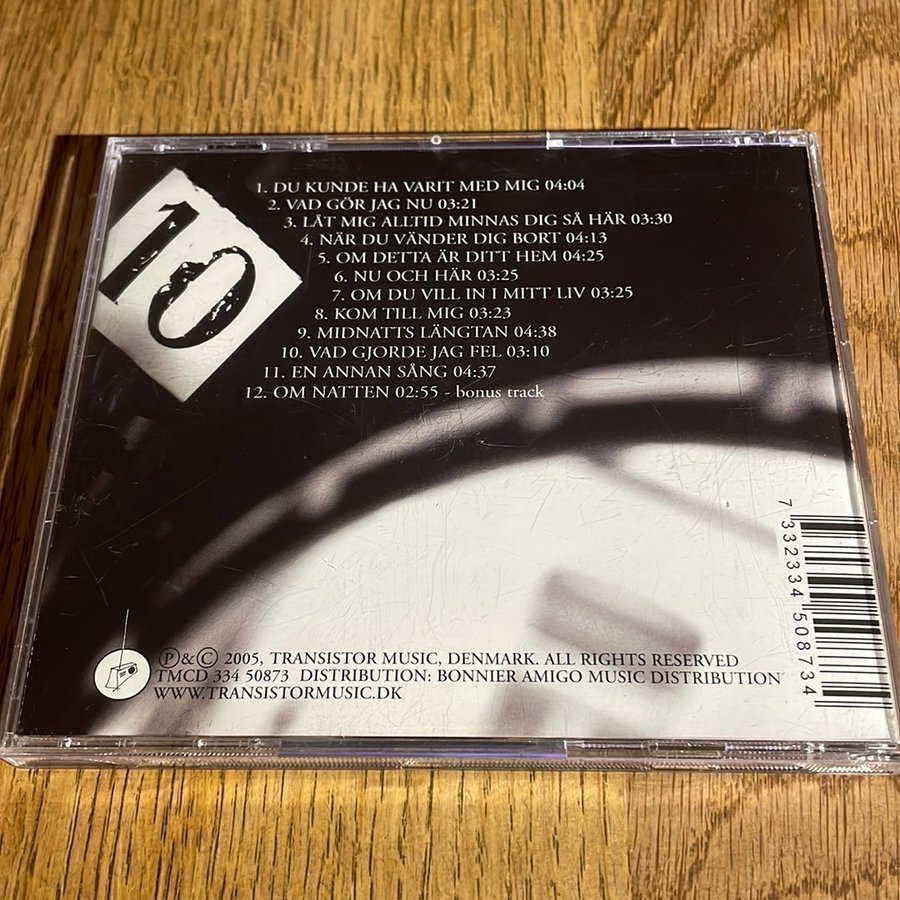 10
1. DU KUNDE HA VARIT MED MIG 04:04
2. VAD GÖR JAG NU 03:21
3. LÅT MIG ALLTID MINNAS DIG SÅ HÄR 03:30
4. NÄR DU VÄNDER DIG BORT 04:13
5. OM DETTA ÄR DITT HEM 04:25
6. NU OCH HÄR 03:25
7. OM DU VILL IN I MITT LIV 03:25
8. KOM TILL MIG 03:23
9. MIDNATTS LÄNGTAN 04:38
10. VAD GJORDE JAG FEL 03:10
11. EN ANNAN SÅNG 04:37
12. OM NATTEN 02:55 - bonus track
7 332334 508734
Ⓟ&© 2005, TRANSISTOR MUSIC, DENMARK. ALL RIGHTS RESERVED
TMCD 334 50873 DISTRIBUTION: BONNIER AMIGO MUSIC DISTRIBUTION
WWW.TRANSISTORMUSIC.DK